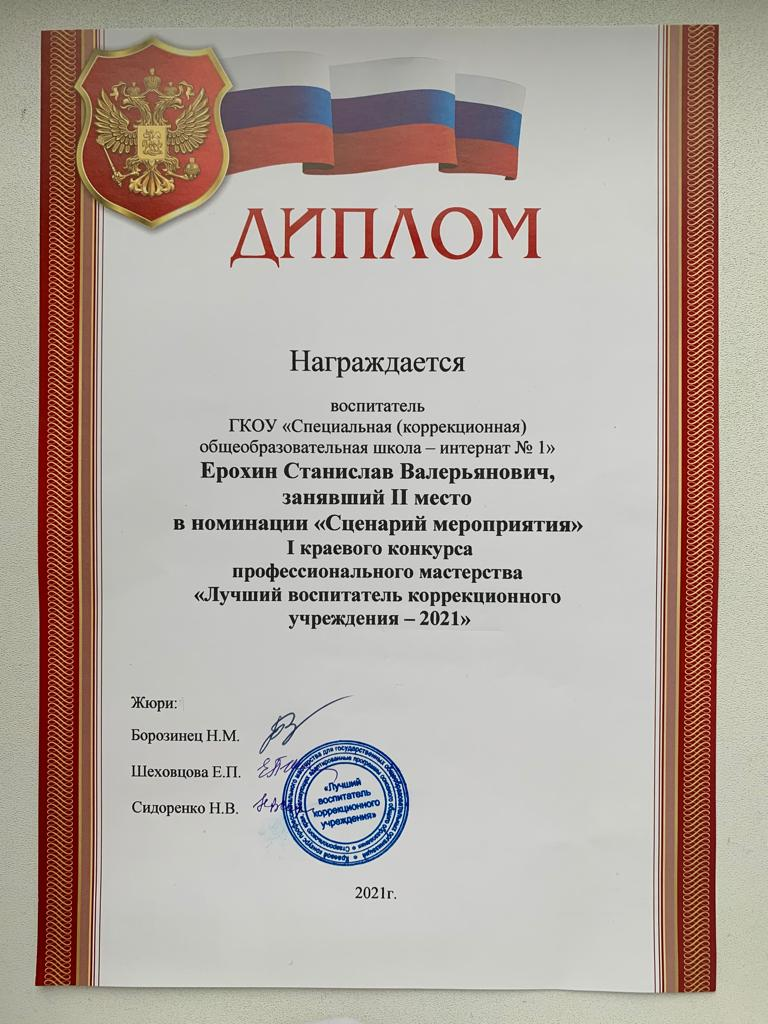 ДИПЛОМ
Награждается
воспитатель
ГКОУ «Специальная (коррекционная)
общеобразовательная школа – интернат № 1»
Ерохин Станислав Валерьянович,
занявший II место
в номинации «Сценарий мероприятия»
I краевого конкурса
профессионального мастерства
«Лучший воспитатель коррекционного
учреждения – 2021»
Жюри:
Борозинец Н.М.
Шеховцова Е.П.
Сидоренко Н.В.
«Лучший
воспитатель
коррекционного
учреждения»
2021г.